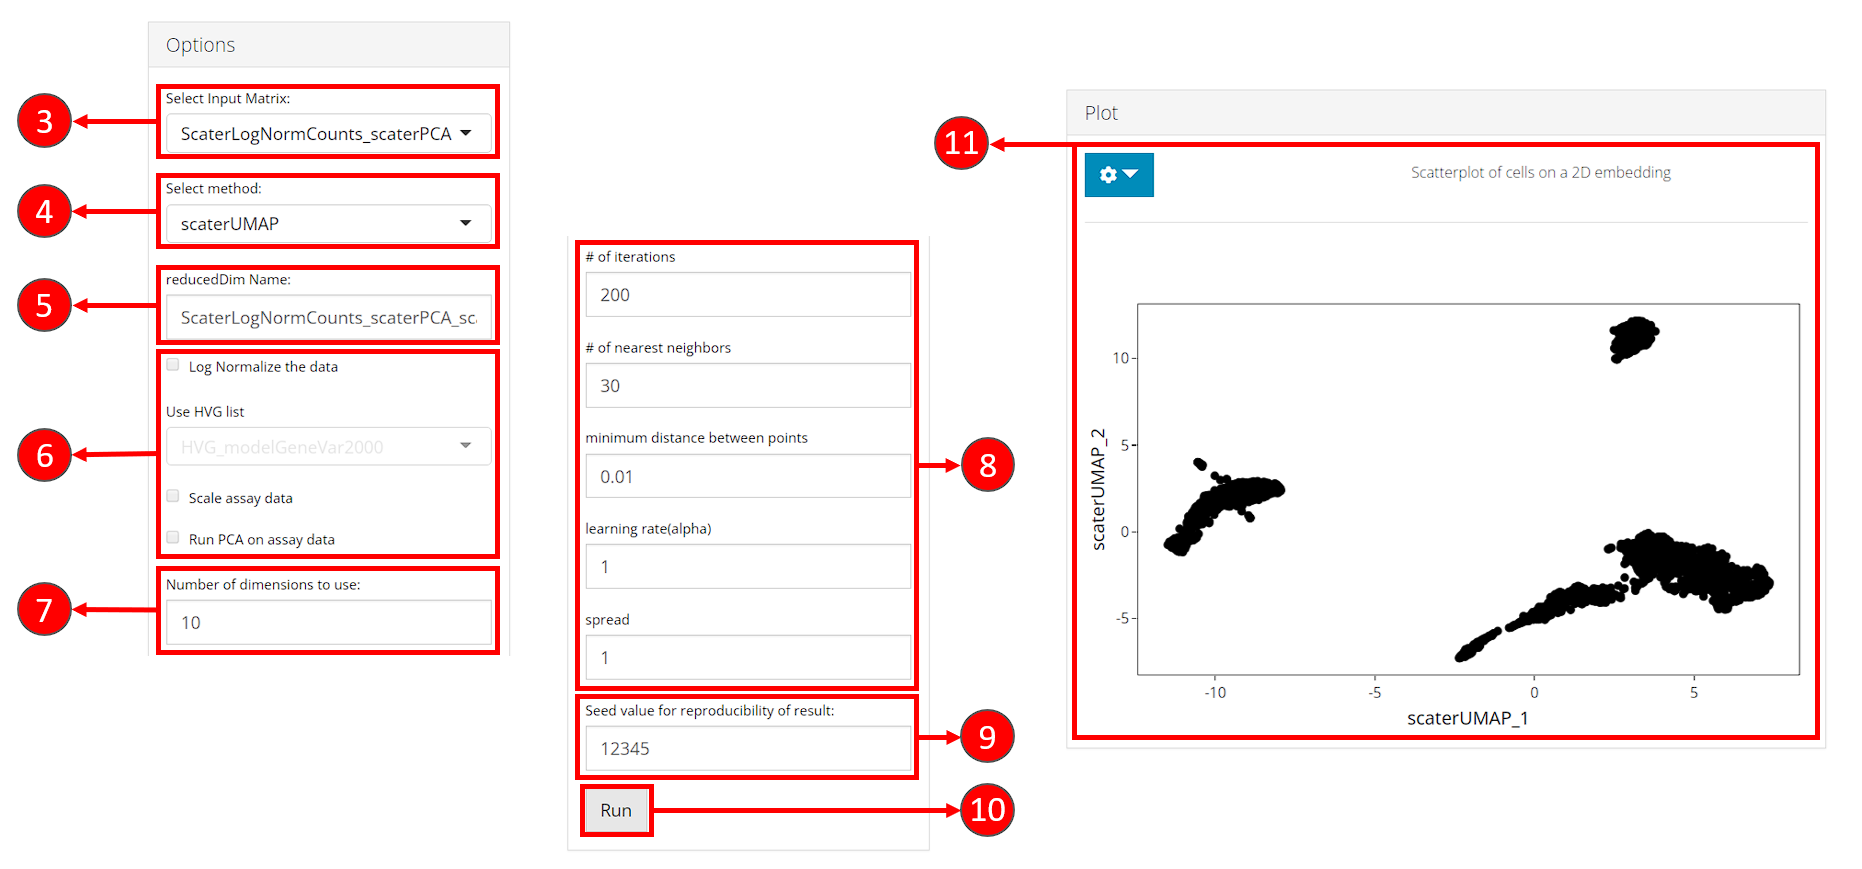 Options
3
Select Input Matrix:
ScaterLogNormCounts_scaterPCA
4
Select method:
scaterUMAP
5
reducedDim Name:
ScaterLogNormCounts_scaterPCA_sc
6
Log Normalize the data
Use HVG list
HVG_modelGeneVar2000
Scale assay data
Run PCA on assay data
7
Number of dimensions to use:
10
# of iterations
200
# of nearest neighbors
30
minimum distance between points
0.01
8
learning rate(alpha)
1
spread
1
Seed value for reproducibility of result:
12345
9
Run
10
Plot
11
Scatterplot of cells on a 2D embedding
scaterUMAP_2
10
5
0
-5
-10
-5
0
5
scaterUMAP_1